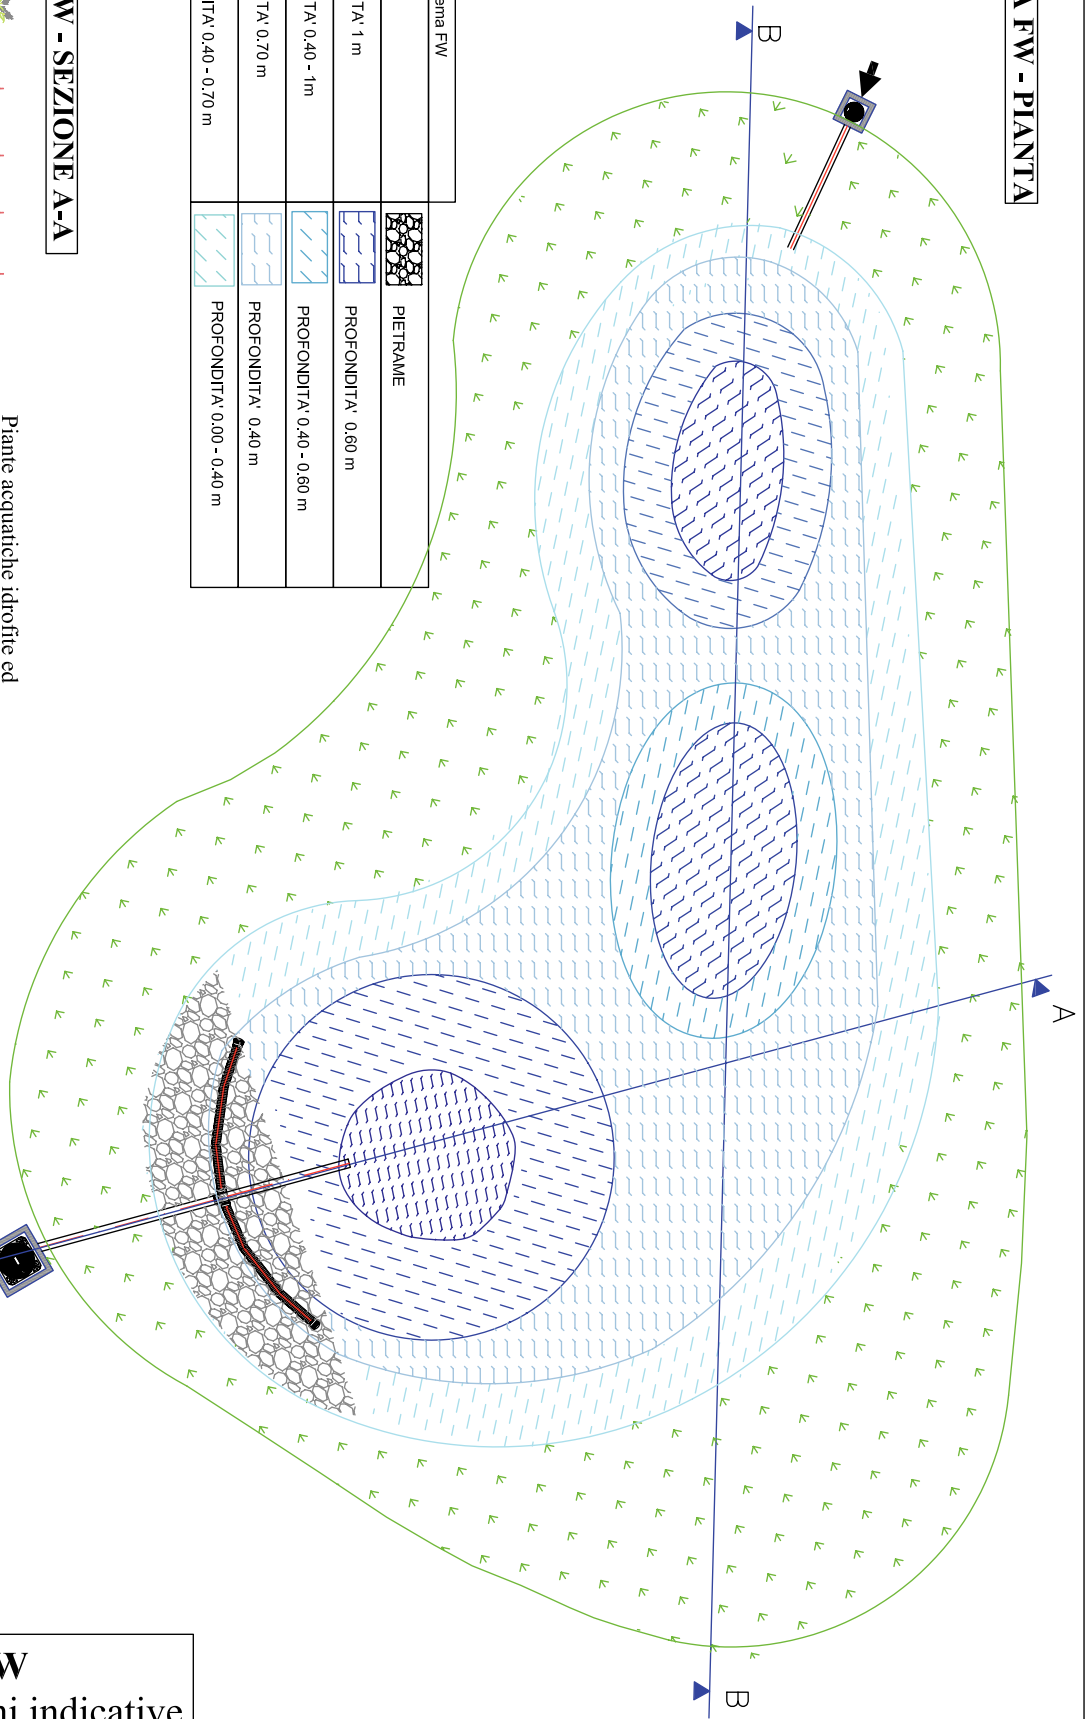 A FW - PIANTA
B
A
B
ema FW
PIETRAME
TA' 1 m
PROFONDITA' 0.60 m
TA' 0.40 - 1m
PROFONDITA' 0.40 - 0.60 m
TA' 0.70 m
PROFONDITA' 0.40 m
ITA' 0.40 - 0.70 m
PROFONDITA' 0.00 - 0.40 m
W - SEZIONE A-A
Piante acquatiche idrofite ed
W
ni indicative